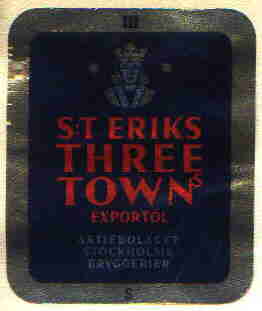 III
S:T ERIKS
THREE
TOWNS
EXPORTÖL
AKTIEBOLAGET
STOCKHOLMS
BRYGGERIER
S